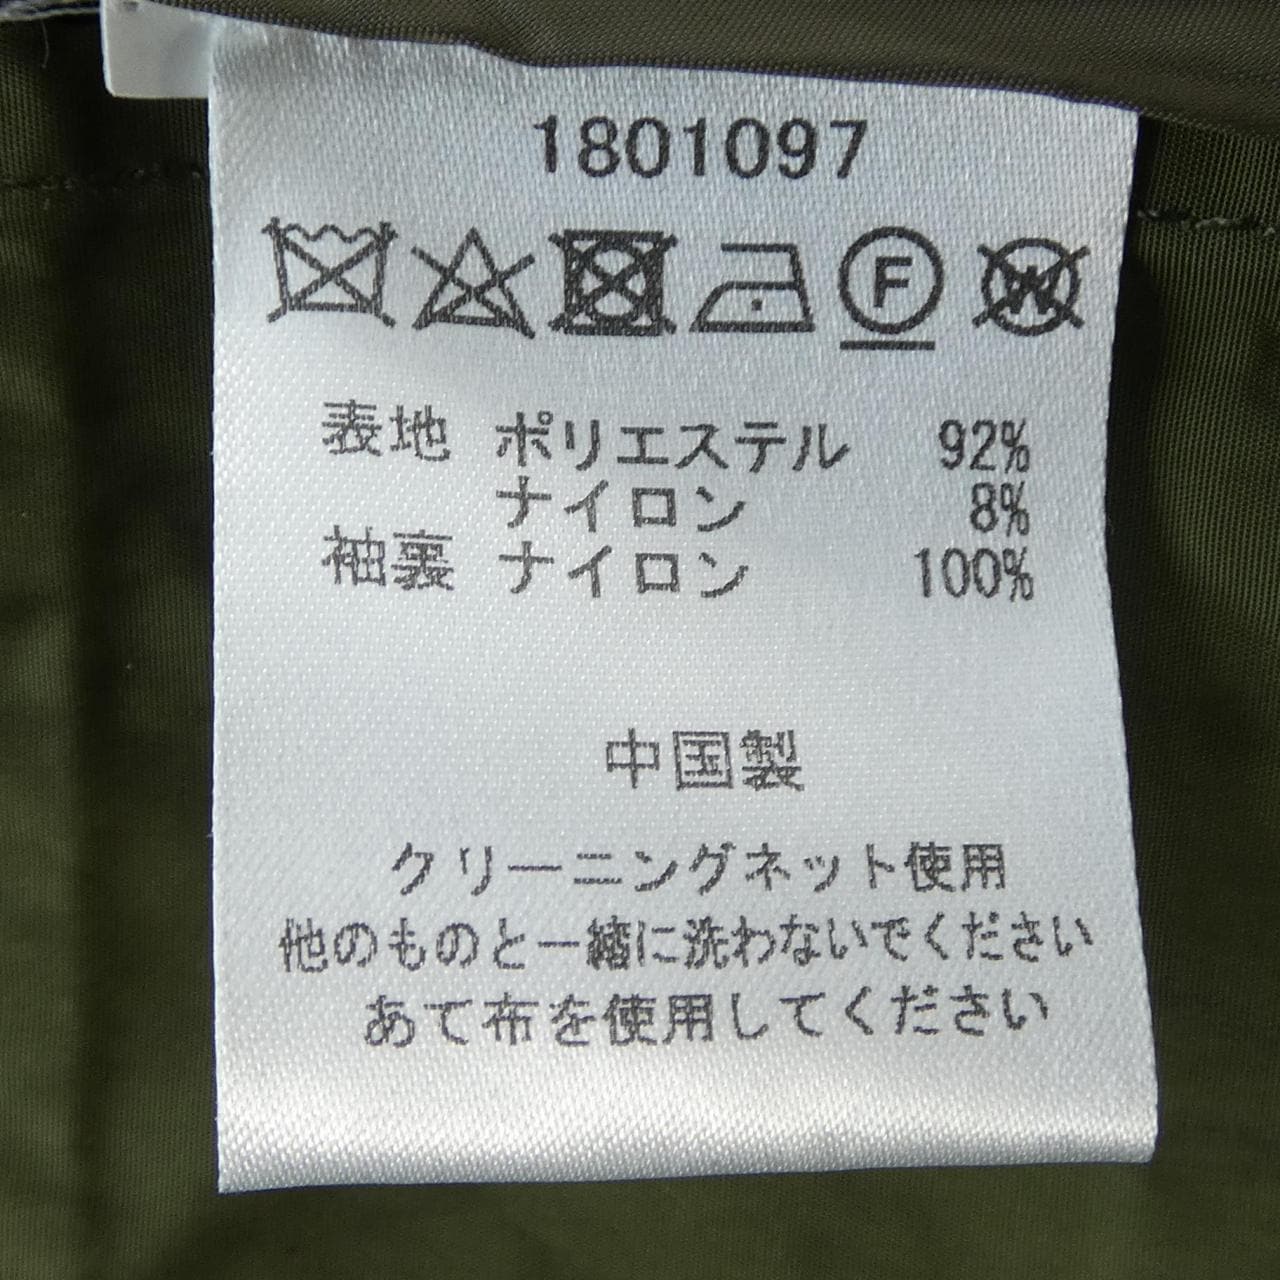 1801097
F W
表地 ポリエステル 92%
ナイロン 8%
袖裏 ナイロン 100%
中国製
クリーニングネット使用
他のものと一緒に洗わないでください
あて布を使用してください